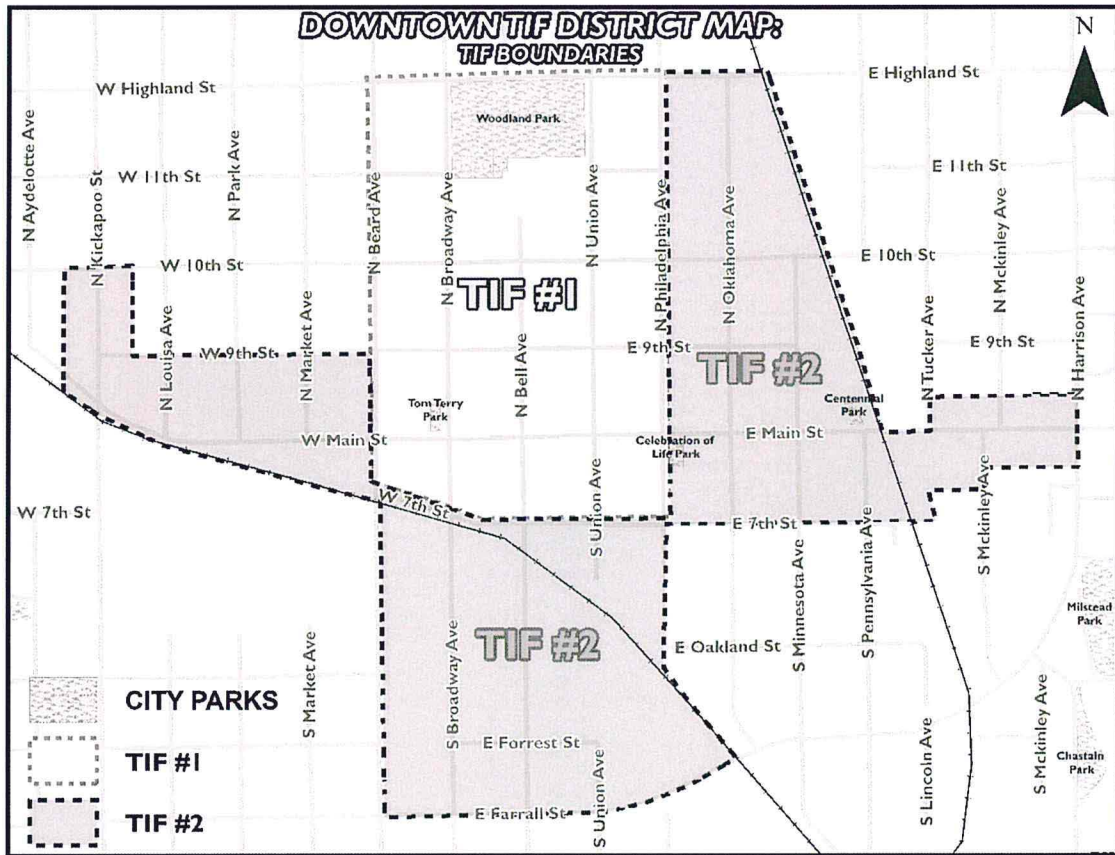 DOWNTOWN TIF DISTRICT MAP:
TIF BOUNDARIES
N
W Highland St
E Highland St
Woodland Park
N Aydelotte Ave
N Kickapoo St
N Park Ave
W 11th St
E 11th St
N Beard Ave
N Broadway Ave
N Union Ave
N Philadelphia Ave
N Oklahoma Ave
N Mckinley Ave
W 10th St
E 10th St
TIF #1
N Louisa Ave
N Market Ave
N Bell Ave
N Tucker Ave
N Harrison Ave
W 9th St
E 9th St
E 9th St
TIF #2
Tom Terry
Park
Centennial
Park
W Main St
Celebration of
Life Park
E Main St
W 7th St
W 7th St
E 7th St
S Union Ave
S Minnesota Ave
S Pennsylvania Ave
S Mckinley Ave
Milstead
Park
TIF #2
E Oakland St
S Market Ave
S Broadway Ave
CITY PARKS
E Forrest St
S Union Ave
S Lincoln Ave
S Mckinley Ave
Chastain
Park
TIF #1
TIF #2
E Farrall St